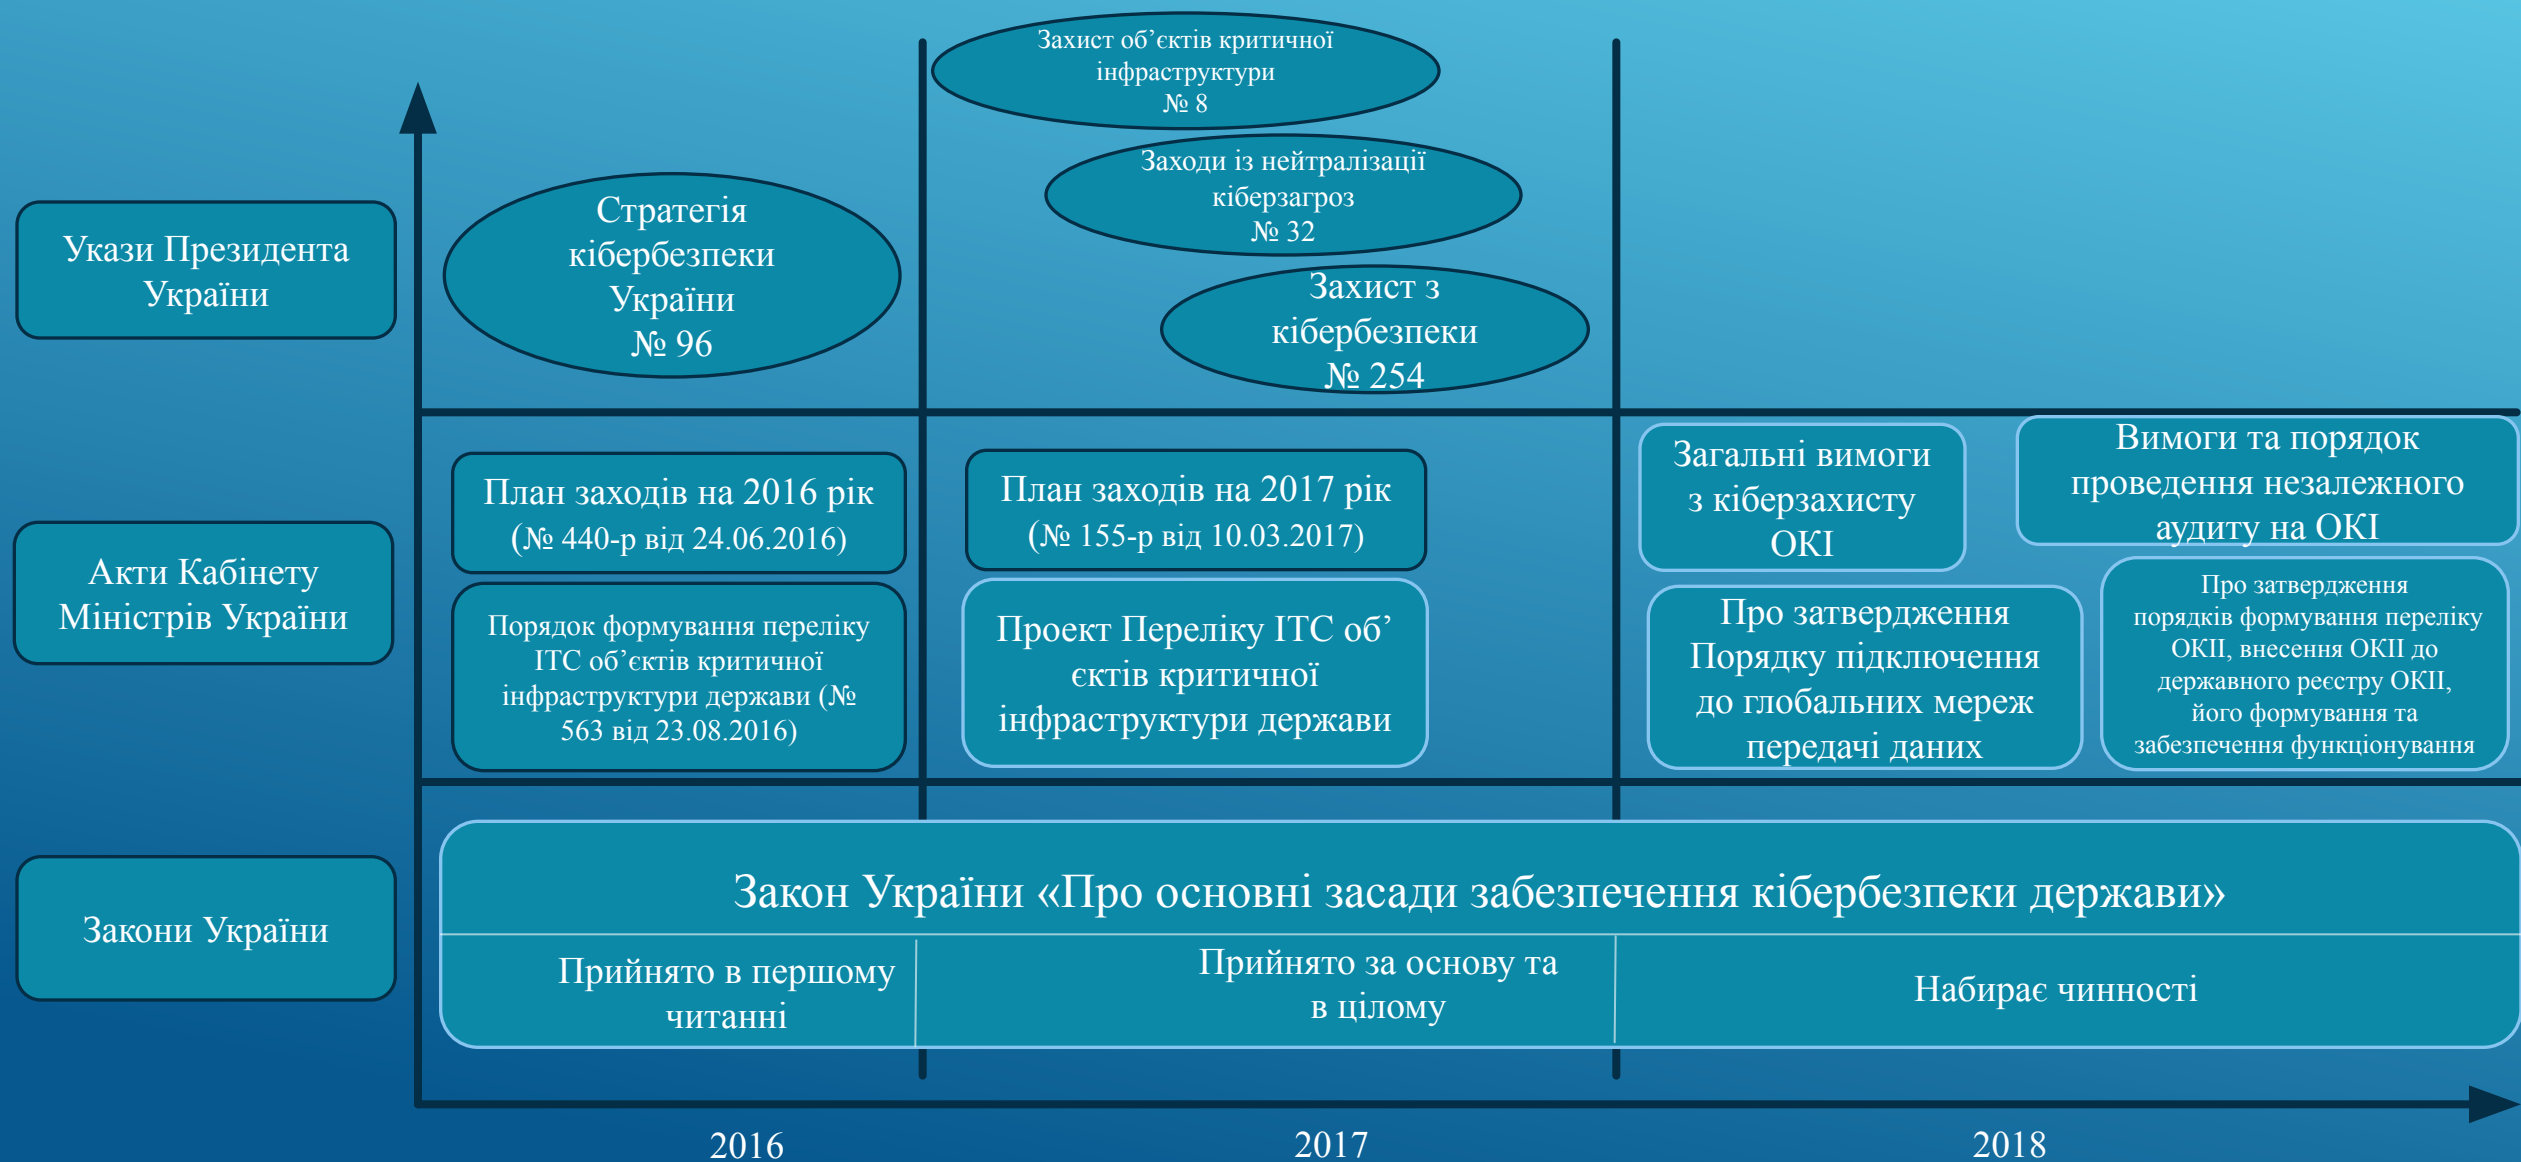 Захист об’єктів критичної
інфраструктури
№ 8
Заходи із нейтралізації
кіберзагроз
№ 32
Захист з
кібербезпеки
№ 254
Стратегія
кібербезпеки
України
№ 96
Укази Президента
України
План заходів на 2016 рік
(№ 440-р від 24.06.2016)
План заходів на 2017 рік
(№ 155-р від 10.03.2017)
Загальні вимоги
з кіберзахисту
ОКІ
Вимоги та порядок
проведення незалежного
аудиту на ОКІ
Акти Кабінету
Міністрів України
Порядок формування переліку
ІТС об’єктів критичної
інфраструктури держави (№
563 від 23.08.2016)
Проект Переліку ІТС об’
єктів критичної
інфраструктури держави
Про затвердження
Порядку підключення
до глобальних мереж
передачі даних
Про затвердження
порядків формування переліку
ОКІІ, внесення ОКІІ до
державного реєстру ОКІІ,
його формування та
забезпечення функціонування
Закони України
Закон України «Про основні засади забезпечення кібербезпеки держави»
Прийнято в першому
читанні
Прийнято за основу та
в цілому
Набирає чинності
2016
2017
2018